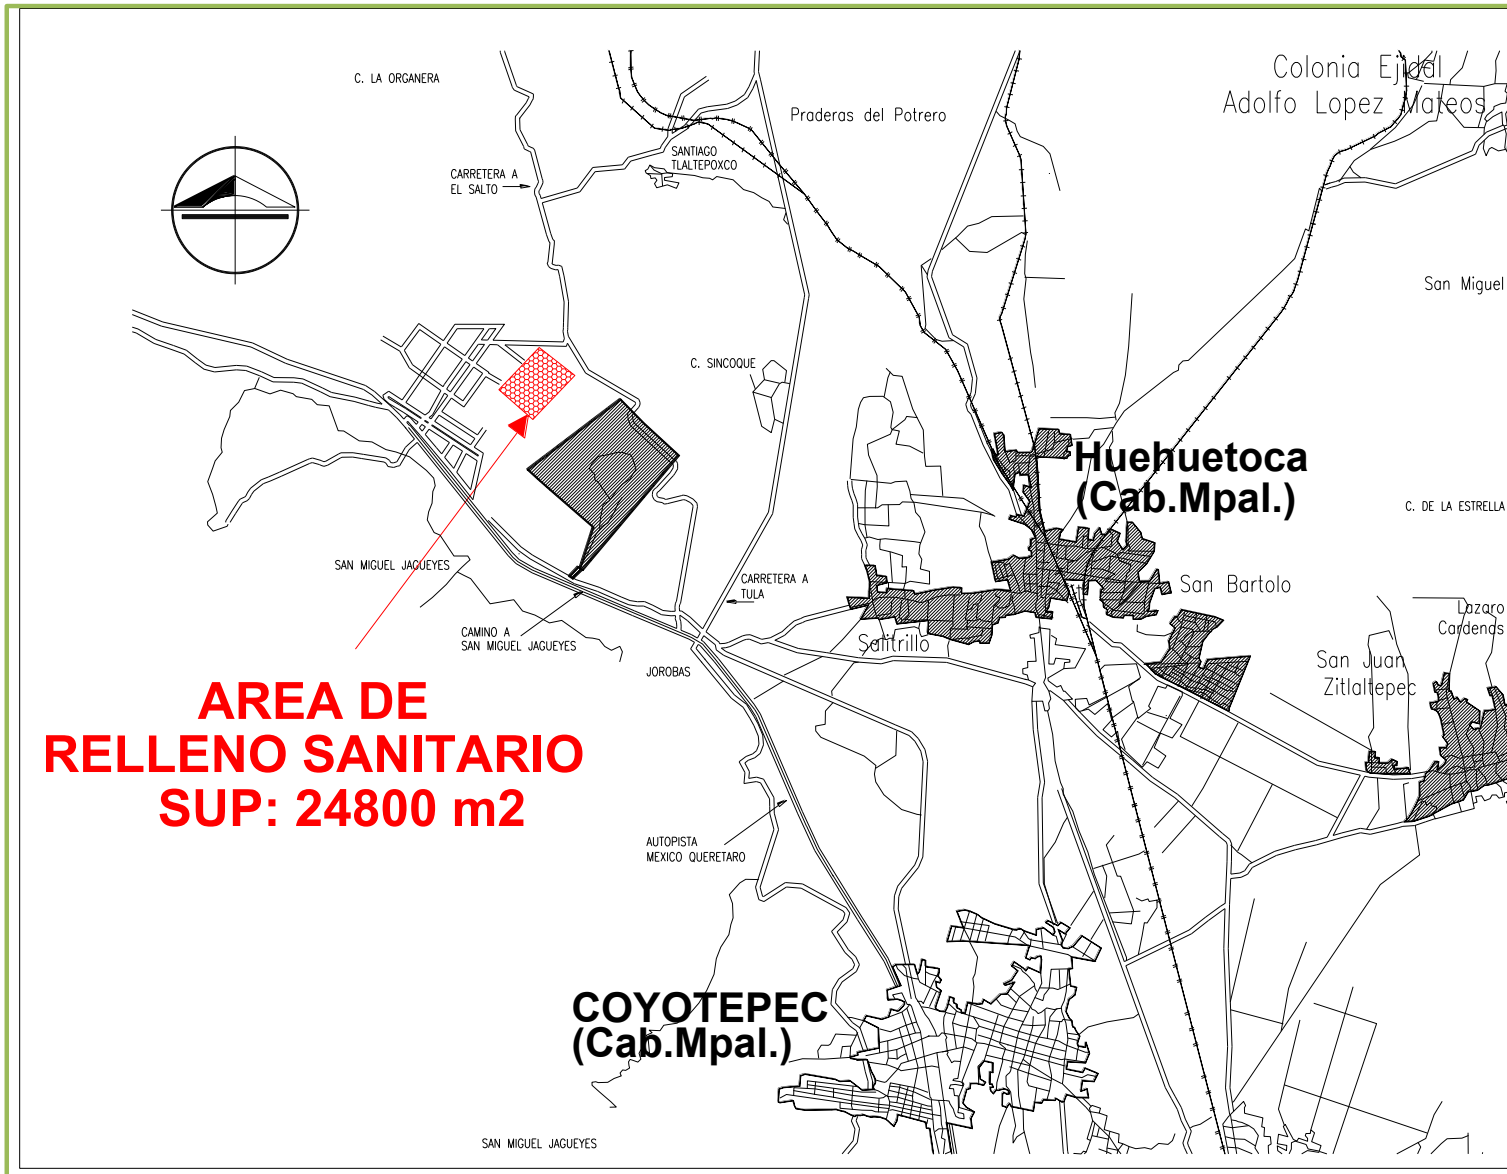 C. LA ORGANERA
Colonia Ejidal
Adolfo Lopez Mateos
Praderas del Potrero
SANTIAGO
TLALTEPOXCO
CARRETERA A
EL SALTO
San Miguel
C. SINCOQUE
Huehuetoca
(Cab.Mpal.)
C. DE LA ESTRELLA
SAN MIGUEL JAGUEYES
CARRETERA A
TULA
San Bartolo
Lazaro
Cardenas
CAMINO A
SAN MIGUEL JAGUEYES
Salitrillo
San Juan
Zitlaltepec
JOROBAS
AREA DE
RELLENO SANITARIO
SUP: 24800 m2
AUTOPISTA
MEXICO QUERETARO
COYOTEPEC
(Cab.Mpal.)
SAN MIGUEL JAGUEYES